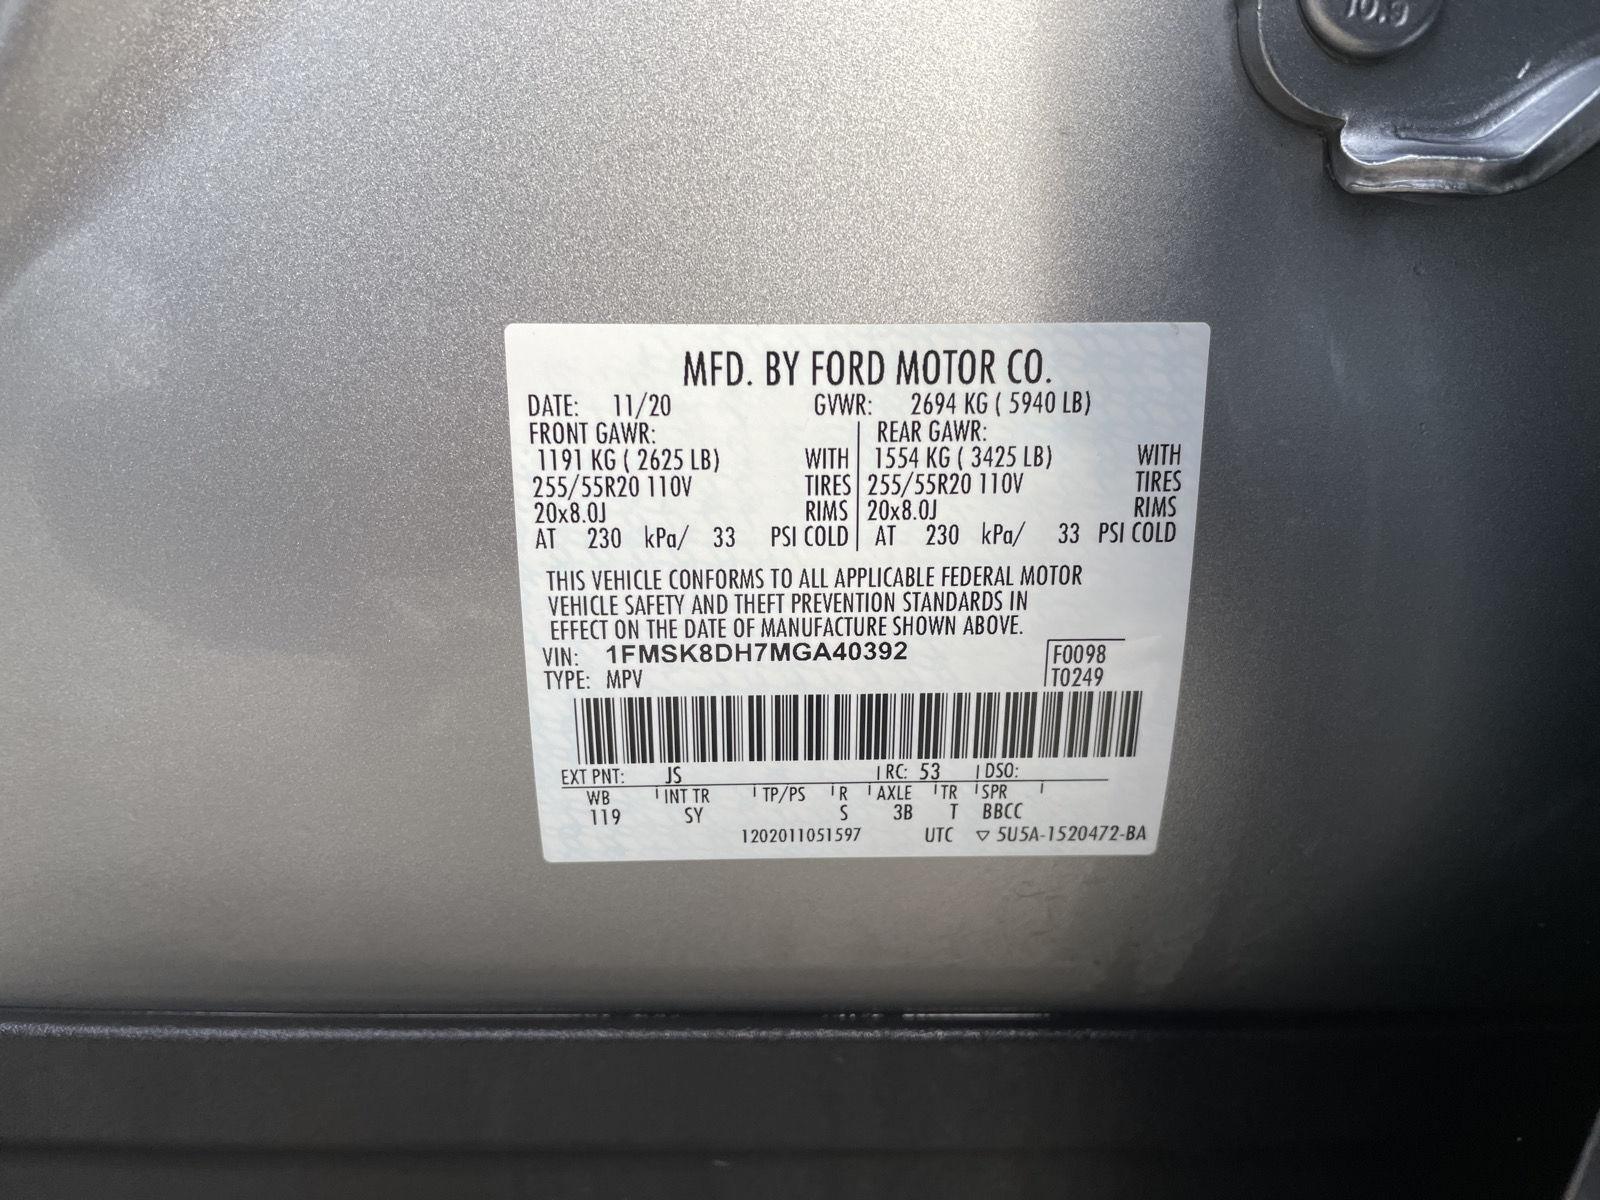 10.9
MFD. BY FORD MOTOR CO.
DATE: 11/20 GVWR: 2694 KG ( 5940 LB)
FRONT GAWR: REAR GAWR:
1191 KG ( 2625 LB) WITH 1554 KG ( 3425 LB) WITH
255/55R20 110V TIRES 255/55R20 110V TIRES
20x8.0J RIMS 20x8.0J RIMS
AT 230 kPa/ 33 PSI COLD AT 230 kPa/ 33 PSI COLD
THIS VEHICLE CONFORMS TO ALL APPLICABLE FEDERAL MOTOR
VEHICLE SAFETY AND THEFT PREVENTION STANDARDS IN
EFFECT ON THE DATE OF MANUFACTURE SHOWN ABOVE.
VIN: 1FMSK8DH7MGA40392 F0098
TYPE: MPV T0249
EXT PNT: JS RC: 53 DSO:
WB INT TR TP/PS R AXLE TR SPR
119 SY S 3B T BBCC
1202011051597 UTC ▽ 5U5A-1520472-BA